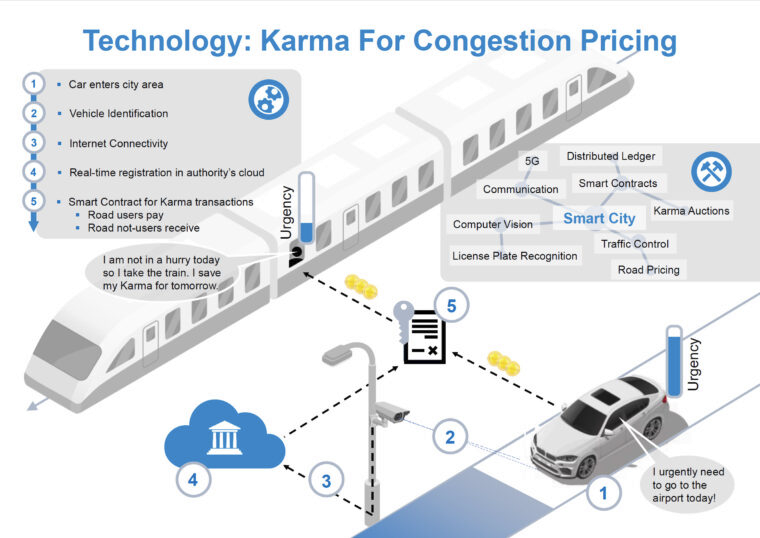 Technology: Karma For Congestion Pricing
1
Car enters city area
2
Vehicle Identification
3
Internet Connectivity
4
Real-time registration in authority's cloud
5
Smart Contract for Karma transactions
Road users pay
Road not-users receive
Urgency
I am not in a hurry today
so I take the train. I save
my Karma for tomorrow.
5G
Distributed Ledger
Communication
Smart Contracts
Computer Vision
Smart City
Karma Auctions
License Plate Recognition
Traffic Control
Road Pricing
5
Urgency
2
4
3
1
I urgently need
to go to the
airport today!